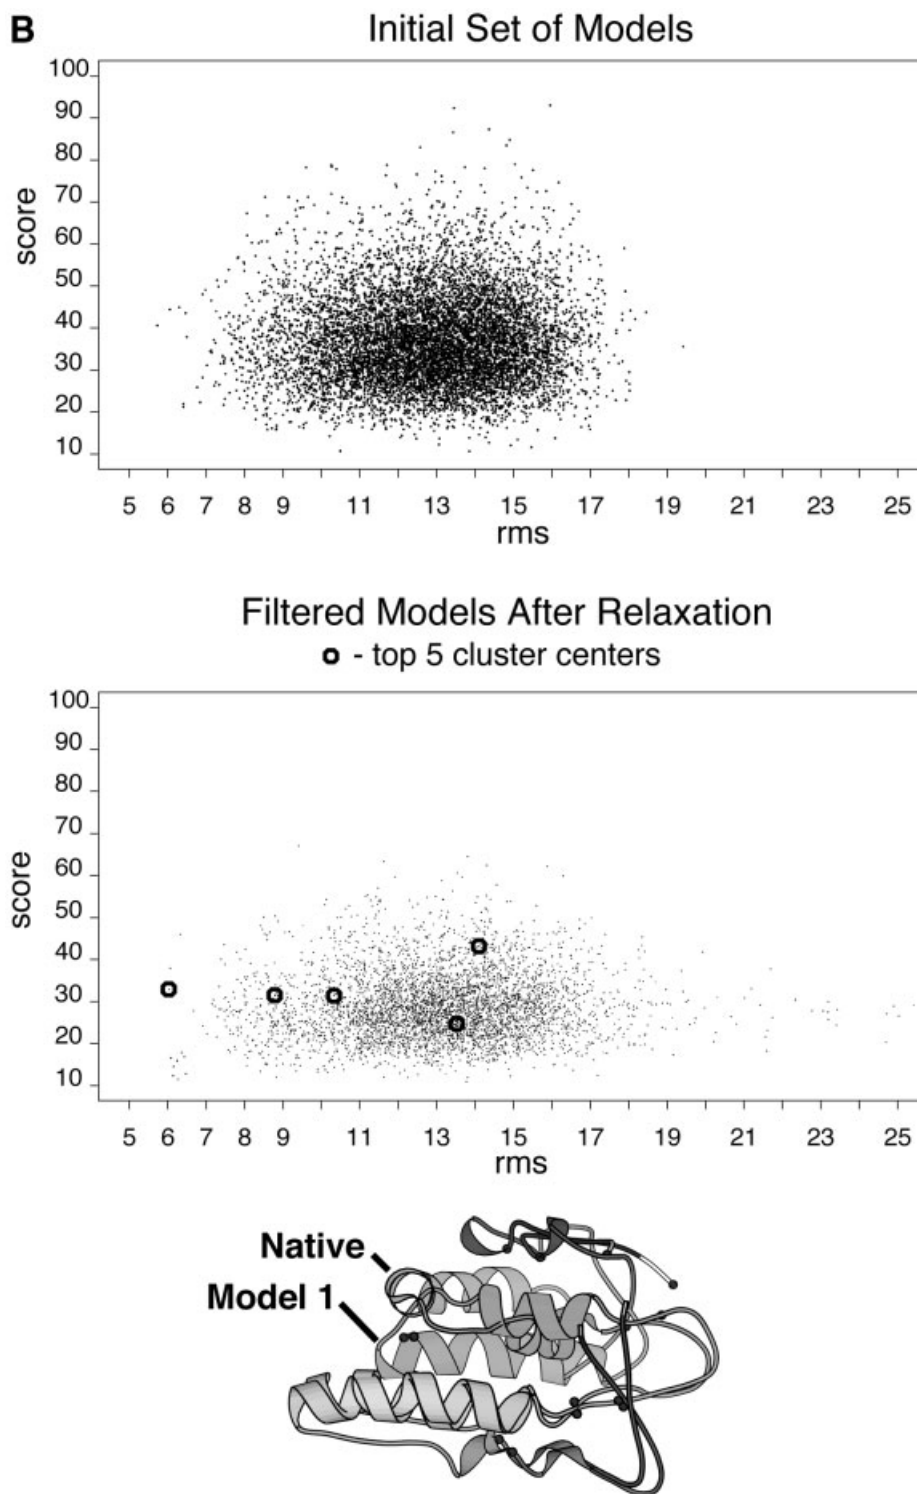 B
Initial Set of Models
score
100
90
80
70
60
50
40
30
20
10
5 6 7 8 9 11 13 15 17 19 21 23 25
rms
Filtered Models After Relaxation
o - top 5 cluster centers
score
100
90
80
70
60
50
40
30
20
10
5 6 7 8 9 11 13 15 17 19 21 23 25
rms
Native
Model 1